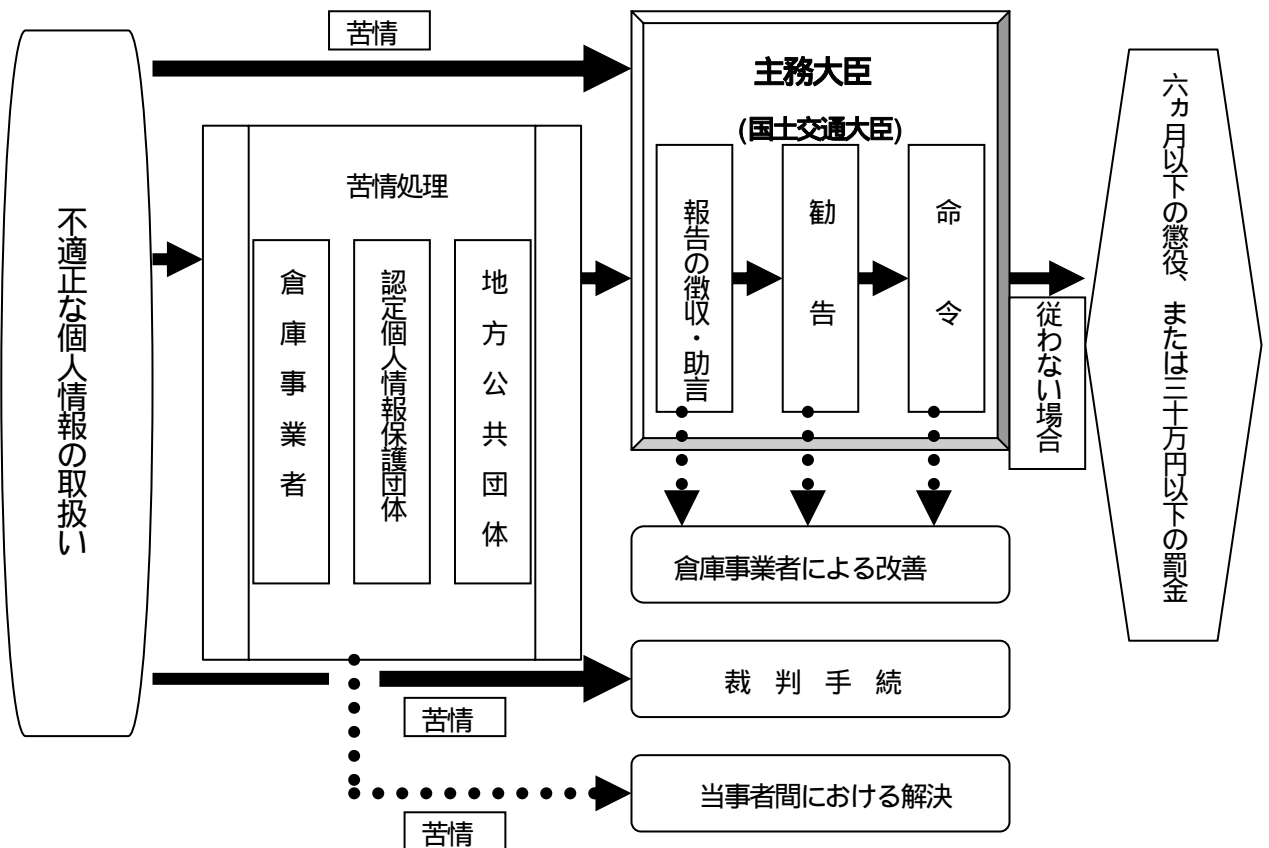 苦情
主務大臣
(国土交通大臣)
不適正な個人情報の取扱い
苦情処理
倉庫事業者
認定個人情報保護団体
地方公共団体
報告の徴収・助言
勧告
命令
従わない場合
六ヵ月以下の懲役、または三十万円以下の罰金
倉庫事業者による改善
裁判手続
苦情
当事者間における解決
苦情